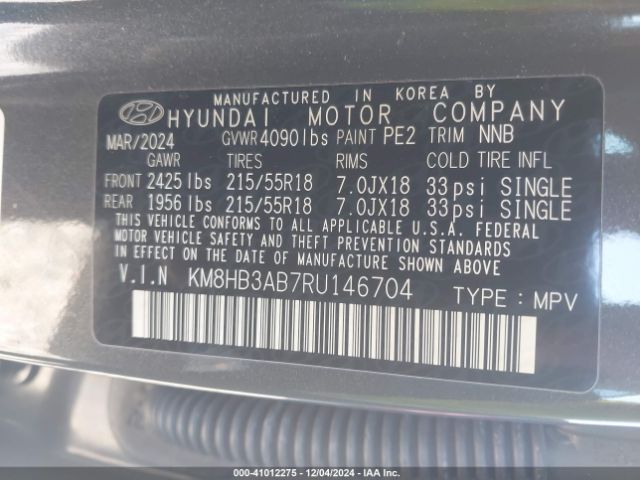 MANUFACTURED IN KOREA BY
HYUNDAI MOTOR COMPANY
MAR/2024 GVWR 4090lbs PAINT PE2 TRIM NNB
GAWR TIRES RIMS COLD TIRE INFL
FRONT 2425 lbs 215/55R18 7.0JX18 33psi SINGLE
REAR 1956 lbs 215/55R18 7.0JX18 33psi SINGLE
THIS VEHICLE CONFORMS TO ALL APPLICABLE U.S.A. FEDERAL
MOTOR VEHICLE SAFETY AND THEFT PREVENTION STANDARDS
IN EFFECT ON THE DATE OF MANUFACTURE SHOWN ABOVE
V.I.N KM8HB3AB7RU146704 TYPE : MPV
000-41012275 - 12/04/2024 - IAA Inc.